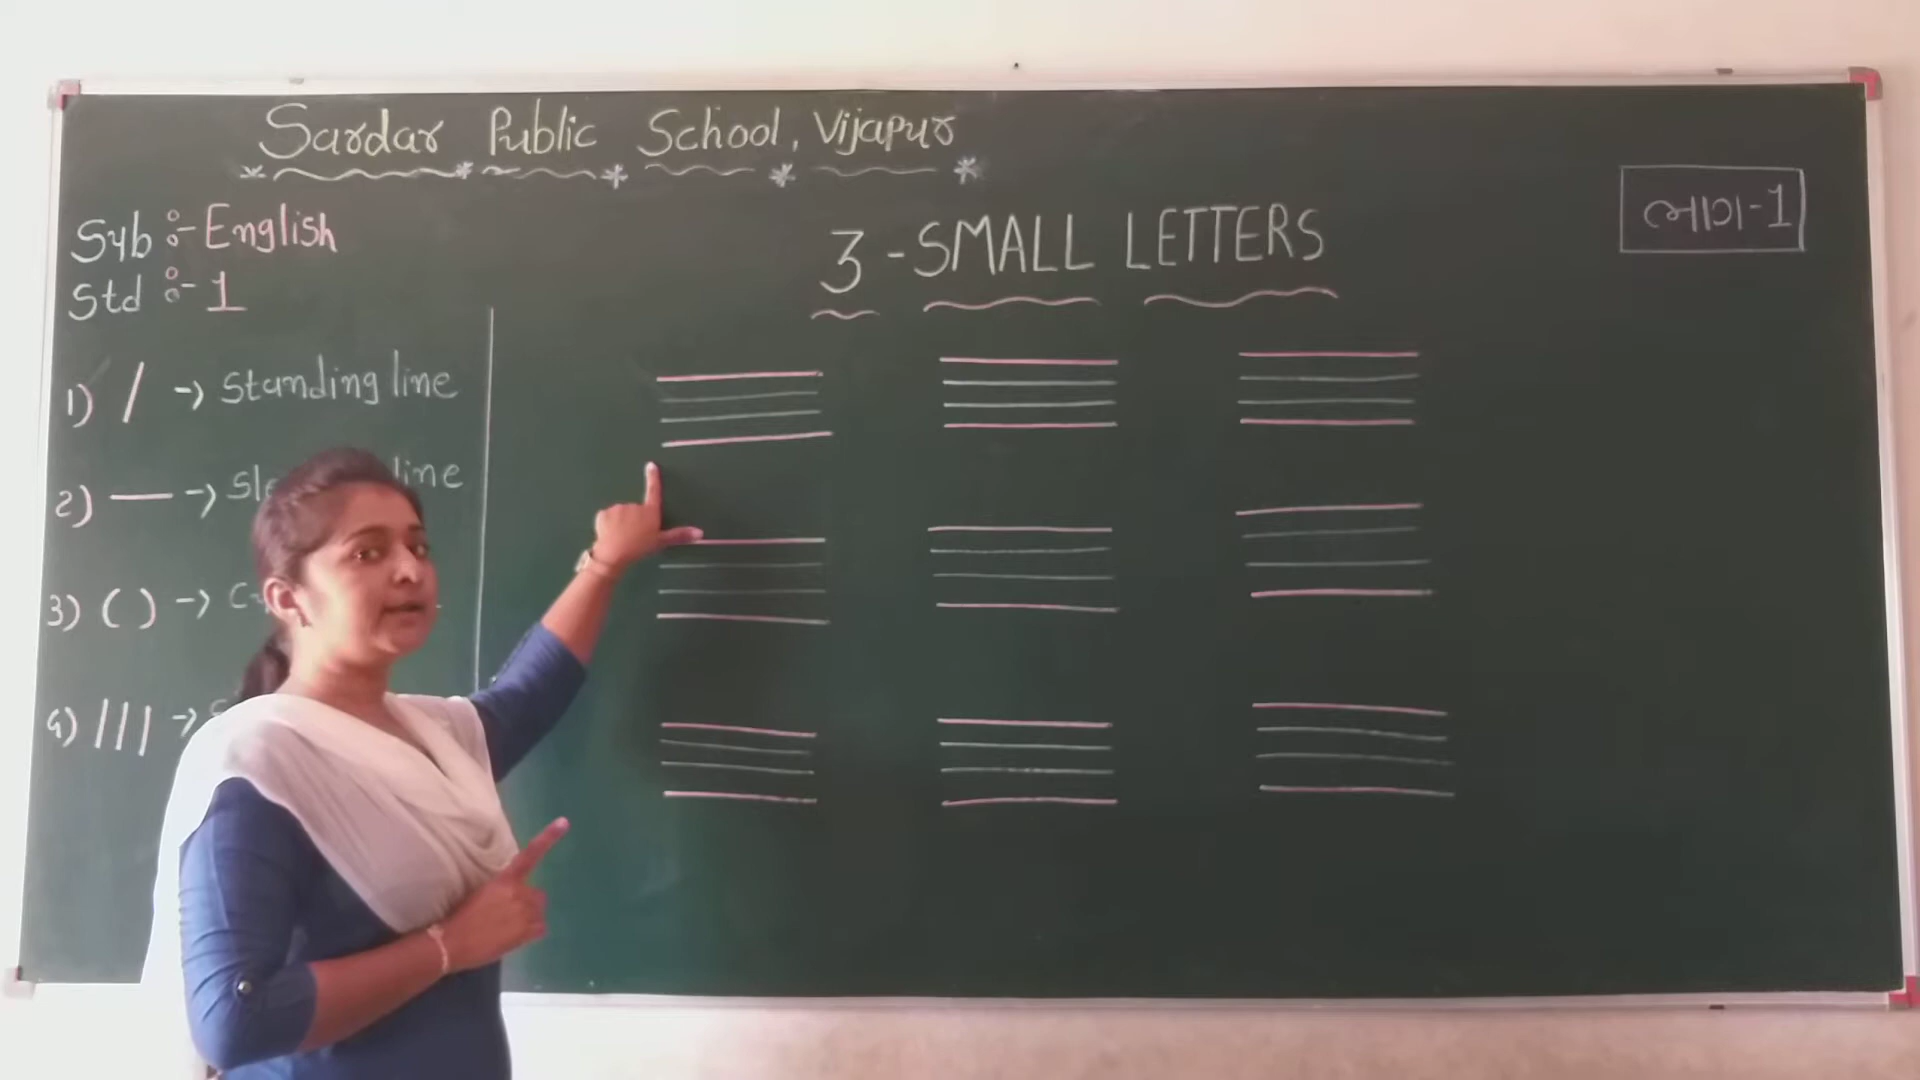 Sardar Public School, Vijapur
Sub :- English
Std :- 1
3 - SMALL LETTERS
ભાગ-1
1) / -> Standing line
2) — -> line
3) ( ) ->
4) /// ->